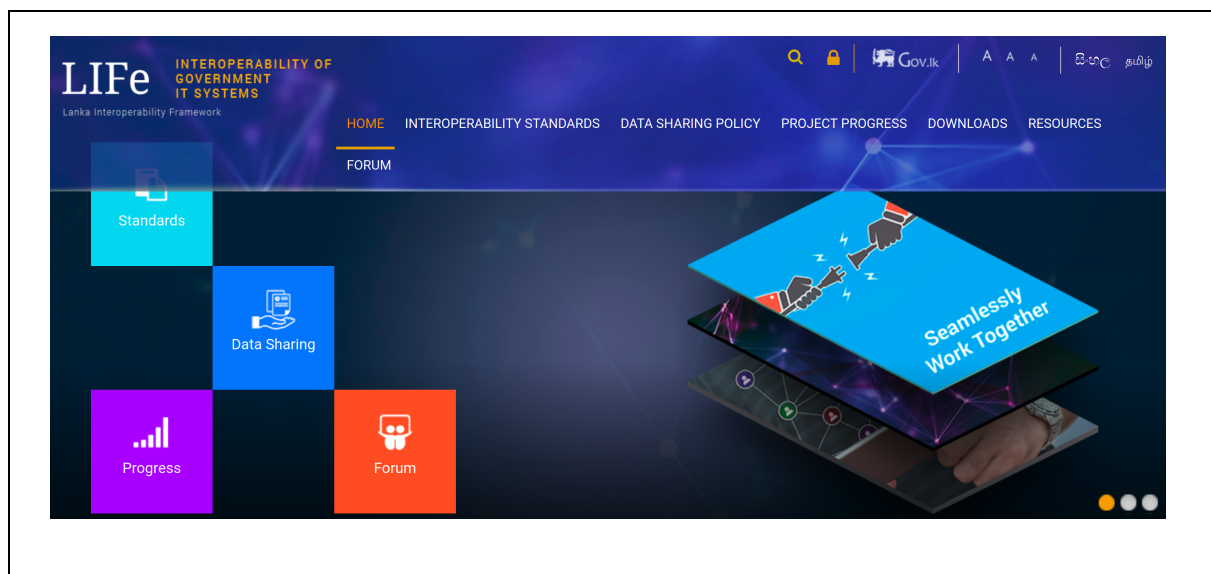 LIFe
INTEROPERABILITY OF
GOVERNMENT
IT SYSTEMS
Lanka Interoperability Framework
Gov.lk
A A A
සිංහල தமிழ்
HOME INTEROPERABILITY STANDARDS DATA SHARING POLICY PROJECT PROGRESS DOWNLOADS RESOURCES
FORUM
Standards
Data Sharing
Progress
Forum
Seamlessly
Work Together